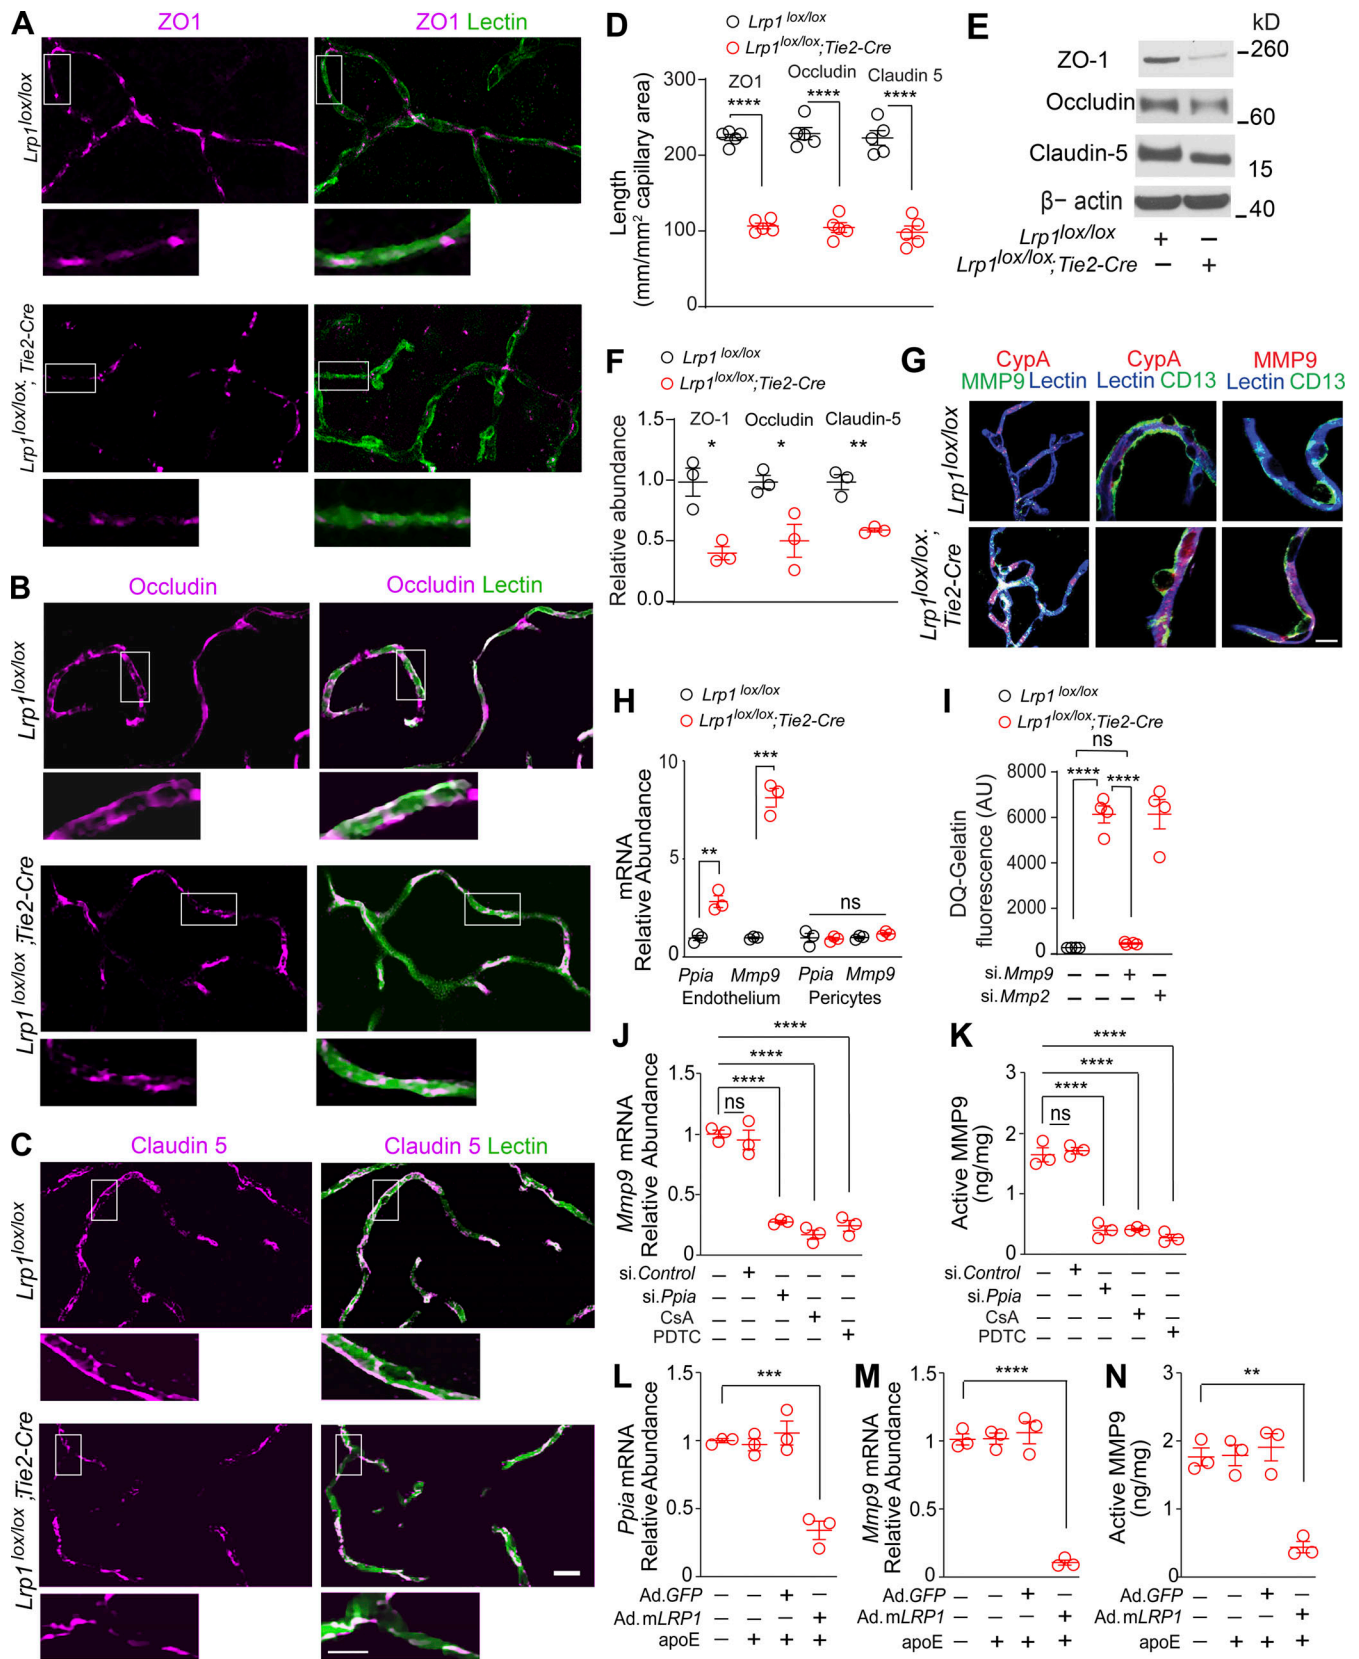 A
ZO1
ZO1 Lectin
Lrp1lox/lox
Lrp1lox/lox; Tie2-Cre
B
Occludin
Occludin Lectin
Lrp1lox/lox
Lrp1lox/lox;Tie2-Cre
C
Claudin 5
Claudin 5 Lectin
Lrp1lox/lox
Lrp1lox/lox;Tie2-Cre
D
Lrp1lox/lox
Lrp1lox/lox;Tie2-Cre
Length
(mm/mm² capillary area)
300
200
100
0
ZO1
Occludin
Claudin 5
**** **** ****
E
kD
ZO-1
–260
Occludin
–60
Claudin-5
15
β– actin
–40
Lrp1lox/lox + –
Lrp1lox/lox;Tie2-Cre – +
F
Lrp1lox/lox
Lrp1lox/lox;Tie2-Cre
Relative abundance
1.5
1.0
0.5
0.0
ZO-1 Occludin Claudin-5
* * **
G
CypA CypA MMP9
MMP9 Lectin Lectin CD13 Lectin CD13
Lrp1lox/lox
Lrp1lox/lox;
Tie2-Cre
H
Lrp1lox/lox
Lrp1lox/lox;Tie2-Cre
mRNA
Relative Abundance
10
5
0
** *** ns
Ppia Mmp9 Ppia Mmp9
Endothelium Pericytes
I
Lrp1lox/lox
Lrp1lox/lox;Tie2-Cre
ns
**** ****
DQ-Gelatin
fluorescence (AU)
8000
6000
4000
2000
0
si.Mmp9 – – + –
si.Mmp2 – – – +
J
****
****
****
ns
Mmp9 mRNA
Relative Abundance
1.5
1
0.5
0
si.Control – + – – –
si.Ppia – – + – –
CsA – – – + –
PDTC – – – – +
K
****
****
****
ns
Active MMP9
(ng/mg)
3
2
1
0
si.Control – + – – –
si.Ppia – – + – –
CsA – – – + –
PDTC – – – – +
L
***
Ppia mRNA
Relative Abundance
1.5
1
0.5
0
Ad.GFP – – + –
Ad.mLRP1 – – – +
apoE – + + +
M
****
Mmp9 mRNA
Relative Abundance
1.5
1
0.5
0
Ad.GFP – – + –
Ad.mLRP1 – – – +
apoE – + + +
N
**
Active MMP9
(ng/mg)
3
2
1
0
Ad.GFP – – + –
Ad.mLRP1 – – – +
apoE – + + +